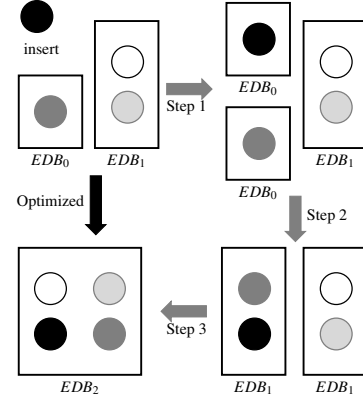 insert
EDB₀
EDB₁
Step 1
EDB₀
EDB₀
EDB₁
Optimized
Step 2
Step 3
EDB₂
EDB₁
EDB₁